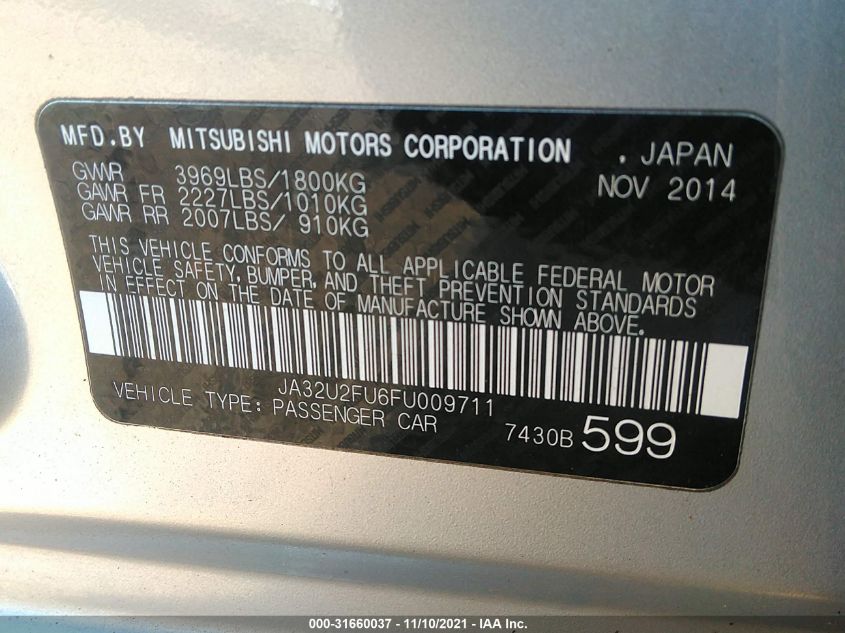 MFD.BY MITSUBISHI MOTORS CORPORATION . JAPAN
GVWR 3969LBS/1800KG NOV 2014
GAWR FR 2227LBS/1010KG
GAWR RR 2007LBS/ 910KG
THIS VEHICLE CONFORMS TO ALL APPLICABLE FEDERAL MOTOR
VEHICLE SAFETY, BUMPER, AND THEFT PREVENTION STANDARDS
IN EFFECT ON THE DATE OF MANUFACTURE SHOWN ABOVE.
JA32U2FU6FU009711
VEHICLE TYPE: PASSENGER CAR
7430B 599
000-31660037 - 11/10/2021 - IAA Inc.